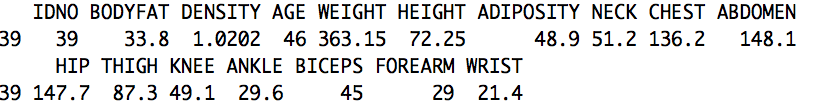 IDNO BODYFAT DENSITY AGE WEIGHT HEIGHT ADIPOSITY NECK CHEST ABDOMEN
39 39 33.8 1.0202 46 363.15 72.25 48.9 51.2 136.2 148.1
HIP THIGH KNEE ANKLE BICEPS FOREARM WRIST
39 147.7 87.3 49.1 29.6 45 29 21.4